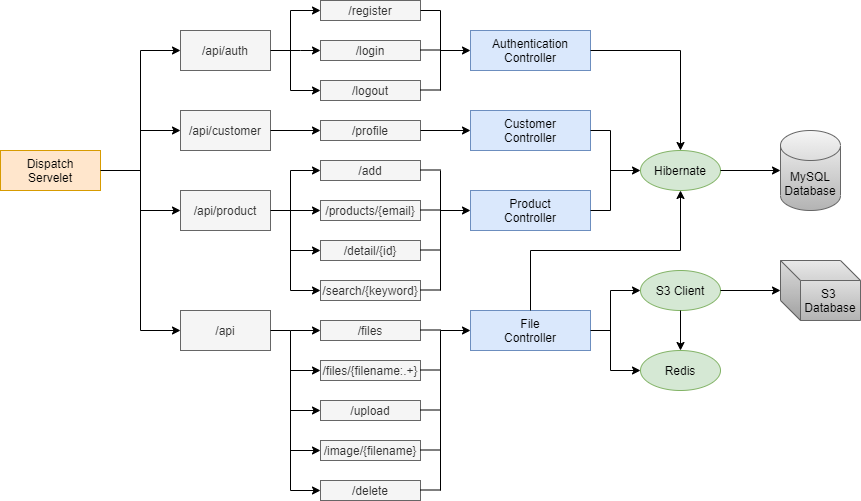 /register
/api/auth
/login
Authentication
Controller
/logout
/api/customer
/profile
Customer
Controller
Dispatch
Servelet
/add
Hibernate
MySQL
Database
/api/product
/products/{email}
Product
Controller
/detail/{id}
/search/{keyword}
S3 Client
S3
Database
/api
/files
File
Controller
/files/{filename:.+}
Redis
/upload
/image/{filename}
/delete